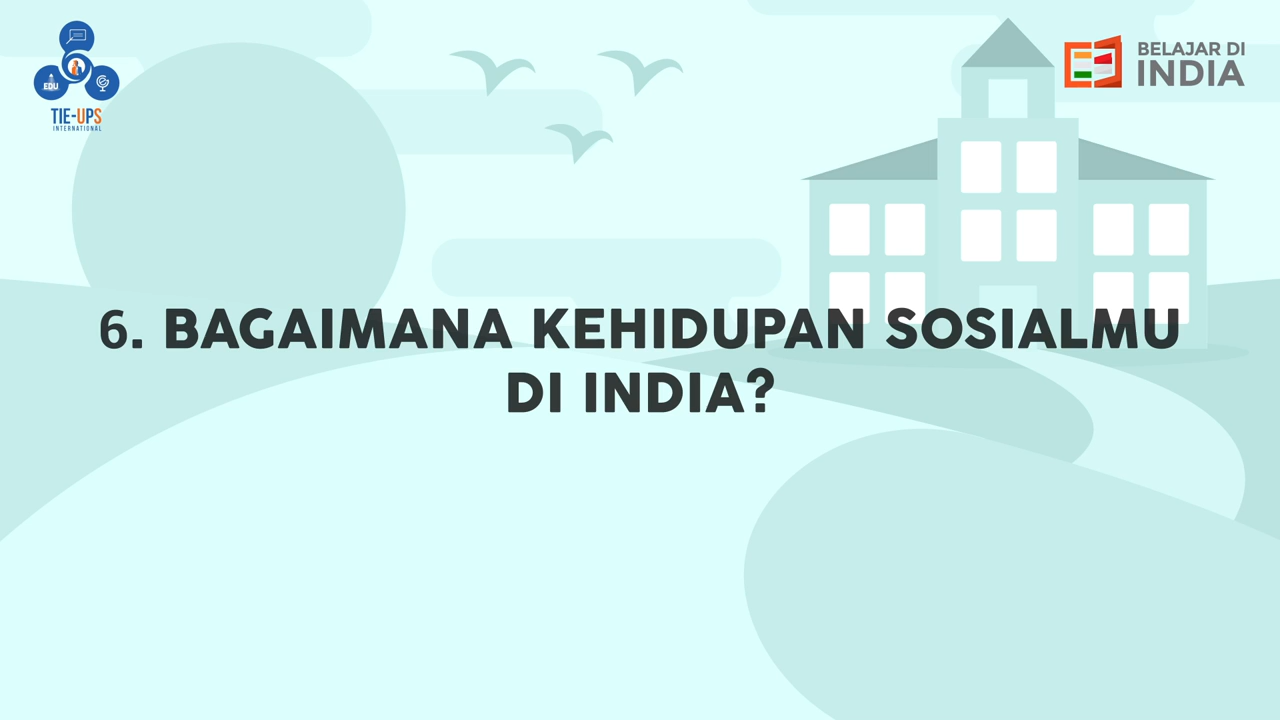 EDU
TIE-UPS
INTERNATIONAL
BELAJAR DI
INDIA
6. BAGAIMANA KEHIDUPAN SOSIALMU
DI INDIA?